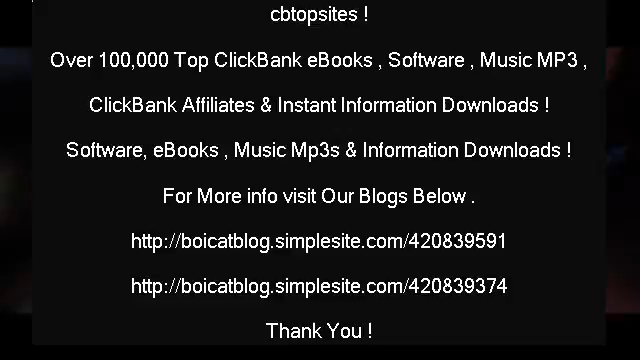 cbtopsites !
Over 100,000 Top ClickBank eBooks , Software , Music MP3 ,
ClickBank Affiliates & Instant Information Downloads !
Software, eBooks , Music Mp3s & Information Downloads !
For More info visit Our Blogs Below .
http://boicatblog.simplesite.com/420839591
http://boicatblog.simplesite.com/420839374
Thank You !